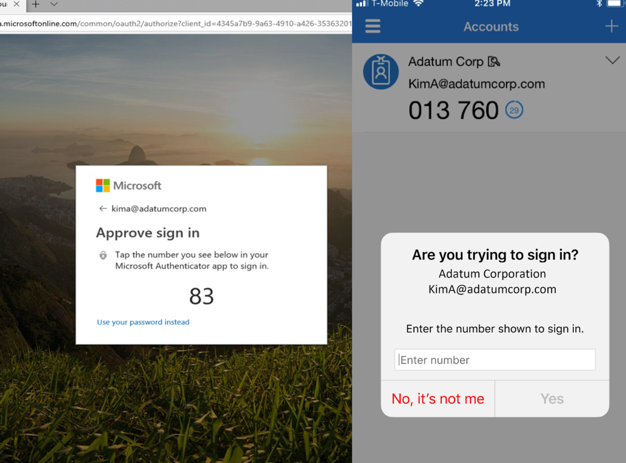 a.microsoftonline.com/common/oauth2/authorize?client_id=4345a7b9-9a63-4910-a426-35363201
Microsoft
kima@adatumcorp.com
Approve sign in
Tap the number you see below in your
Microsoft Authenticator app to sign in.
83
Use your password instead
T-Mobile
2:23 PM
Accounts
Adatum Corp
KimA@adatumcorp.com
013 760
29
Are you trying to sign in?
Adatum Corporation
KimA@adatumcorp.com
Enter the number shown to sign in.
Enter number
No, it's not me
Yes